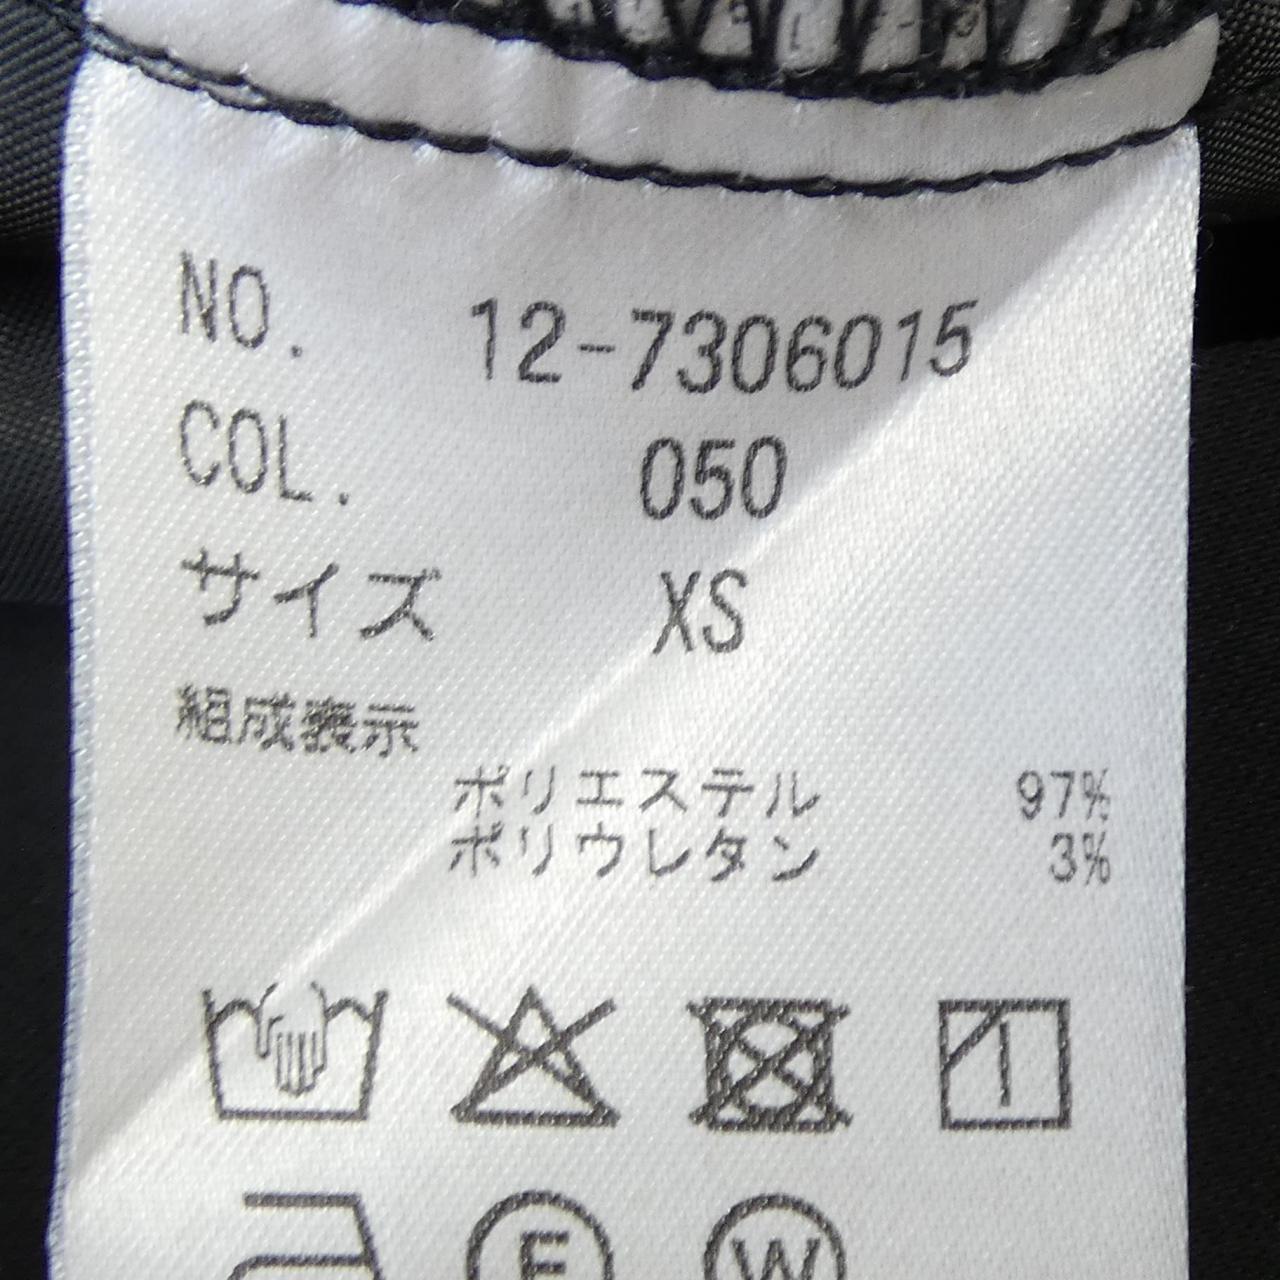 NO. 12-7306015
COL. 050
サイズ XS
組成表示
ポリエステル 97%
ポリウレタン 3%
F W